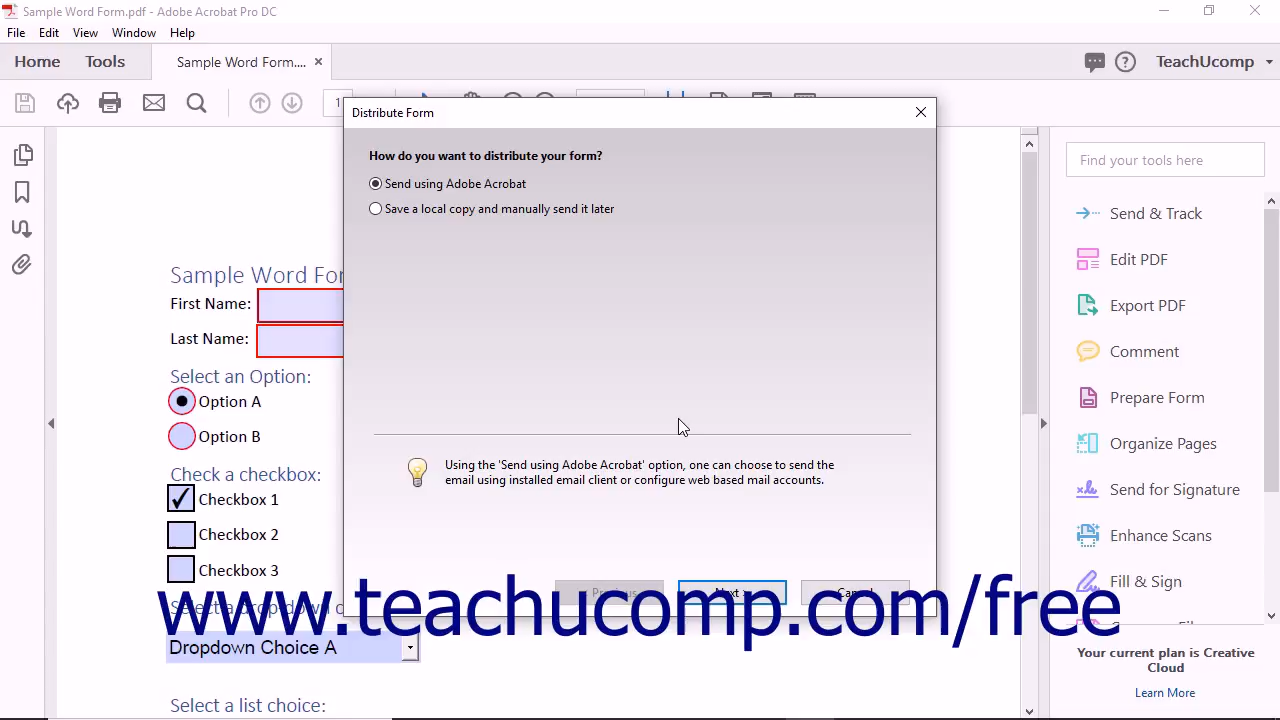 Sample Word Form.pdf - Adobe Acrobat Pro DC
File Edit View Window Help
Home Tools Sample Word Form.... × TeachUcomp
1
Distribute Form
How do you want to distribute your form?
Send using Adobe Acrobat
Save a local copy and manually send it later
Using the 'Send using Adobe Acrobat' option, one can choose to send the
email using installed email client or configure web based mail accounts.
Next > Cancel
Sample Word For
First Name:
Last Name:
Select an Option:
Option A
Option B
Check a checkbox:
Checkbox 1
Checkbox 2
Checkbox 3
Dropdown Choice A
Select a list choice:
Find your tools here
Send & Track
Edit PDF
Export PDF
Comment
Prepare Form
Organize Pages
Send for Signature
Enhance Scans
Fill & Sign
Your current plan is Creative
Cloud
Learn More
www.teachucomp.com/free